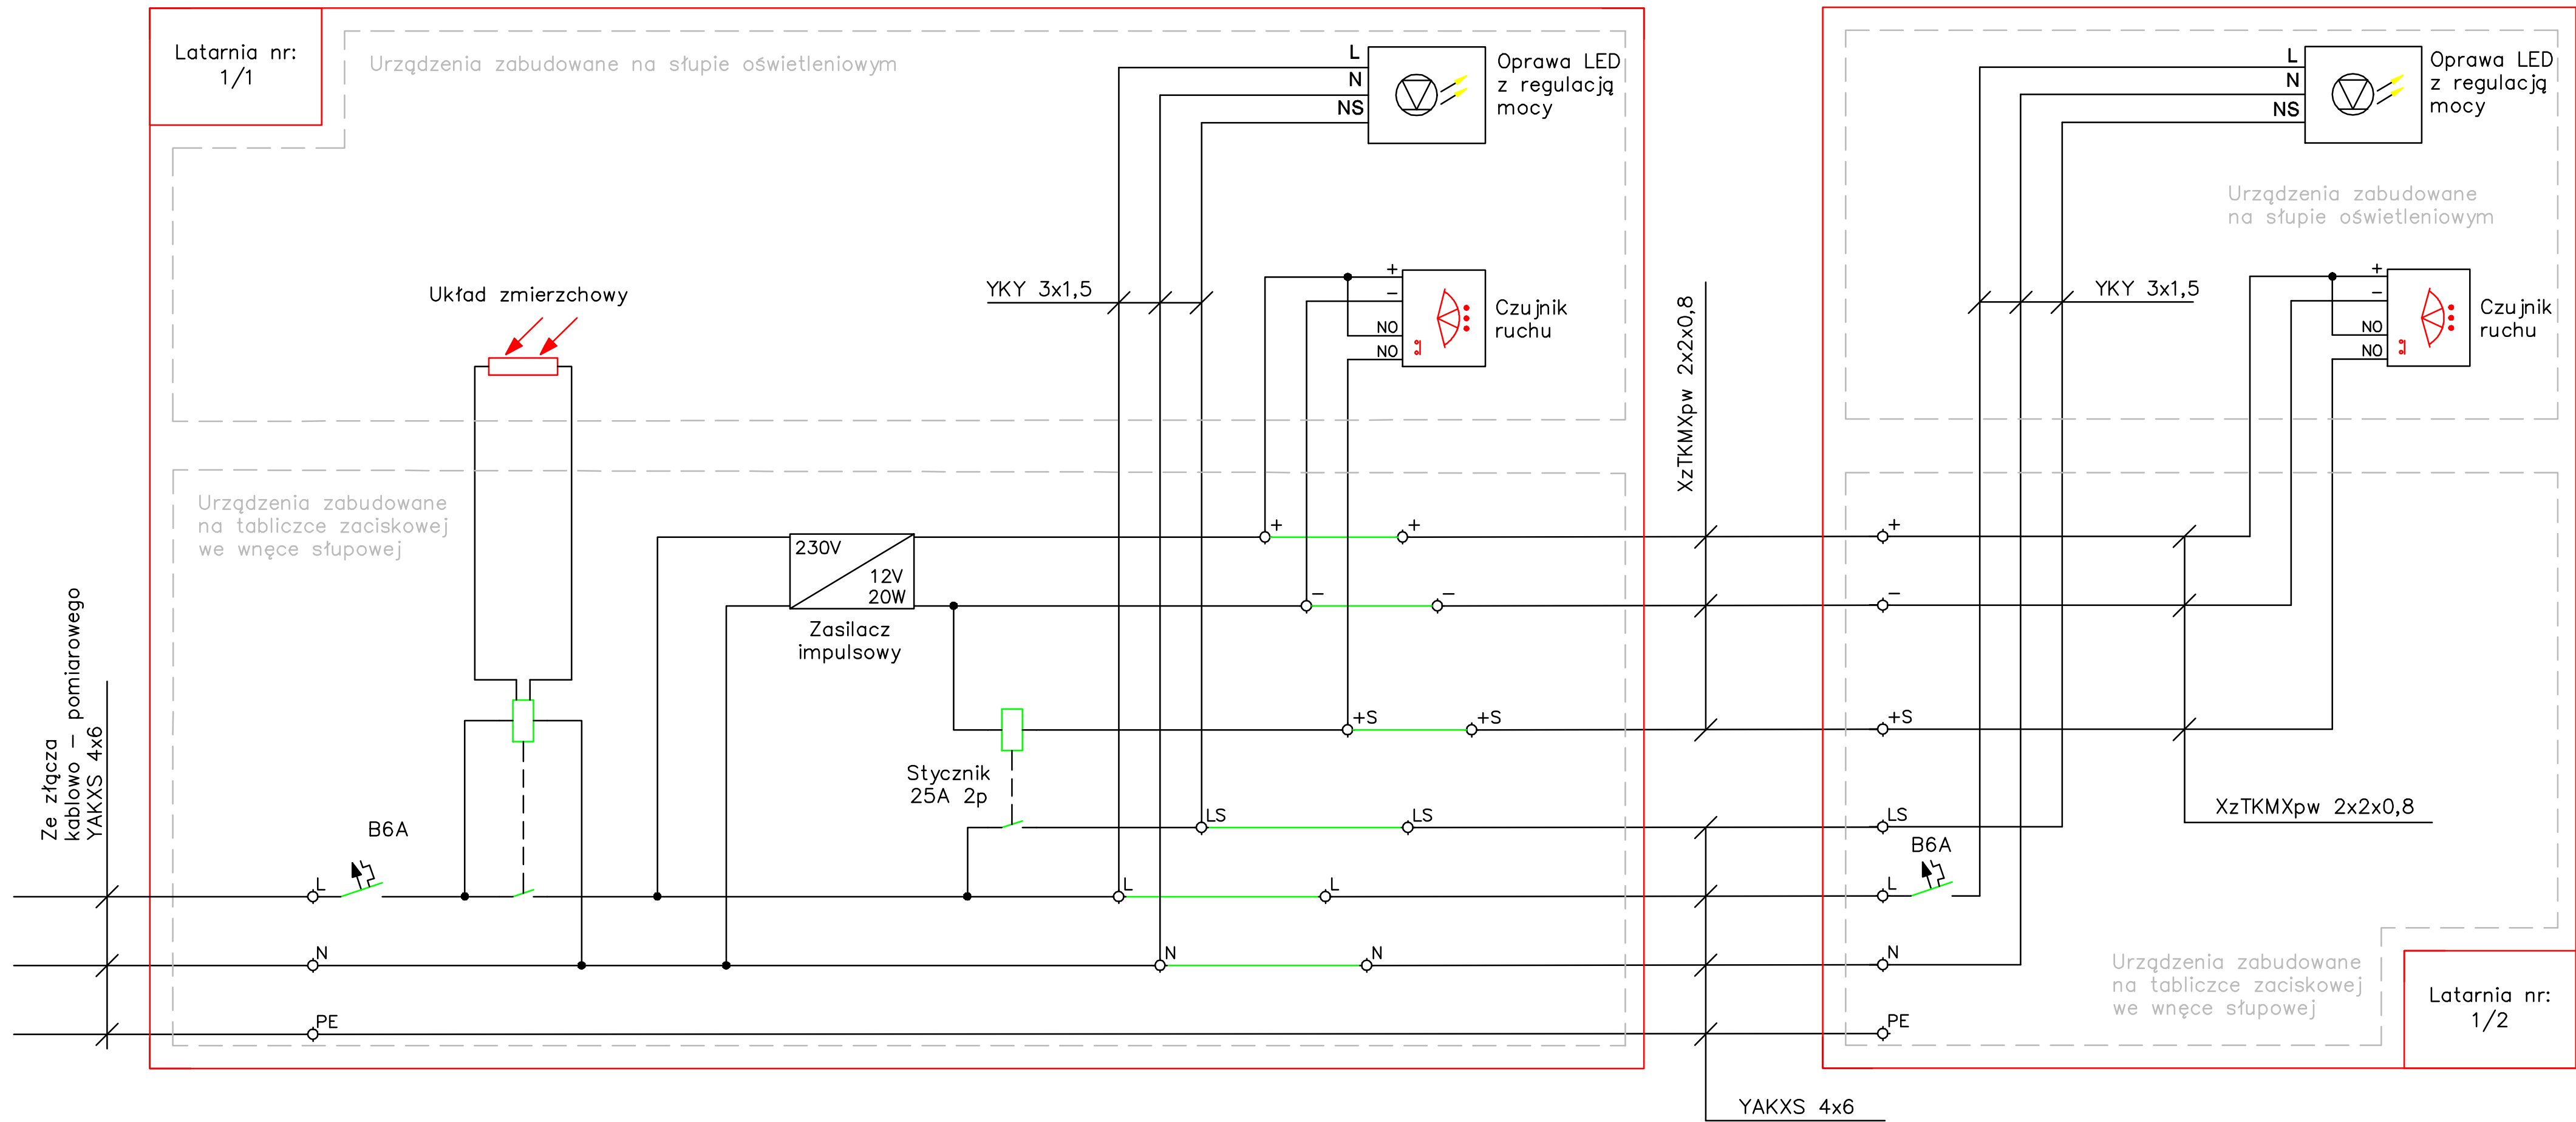 Latarnia nr:
1/1
Urządzenia zabudowane na słupie oświetleniowym
L
N
NS
Oprawa LED
z regulacją
mocy
Układ zmierzchowy
YKY 3x1,5
+
−
NO
NO
Czujnik
ruchu
Urządzenia zabudowane
na tabliczce zaciskowej
we wnęce słupowej
230V
12V
20W
Zasilacz
impulsowy
+
+
−
−
+S
+S
Stycznik
25A 2p
LS
LS
Ze złącza
kablowo − pomiarowego
YAKXS 4x6
B6A
L
L
L
N
N
N
PE
XzTKMXpw 2x2x0,8
YAKXS 4x6
L
N
NS
Oprawa LED
z regulacją
mocy
Urządzenia zabudowane
na słupie oświetleniowym
YKY 3x1,5
+
−
NO
NO
Czujnik
ruchu
+
−
+S
LS
XzTKMXpw 2x2x0,8
B6A
L
N
PE
Urządzenia zabudowane
na tabliczce zaciskowej
we wnęce słupowej
Latarnia nr:
1/2